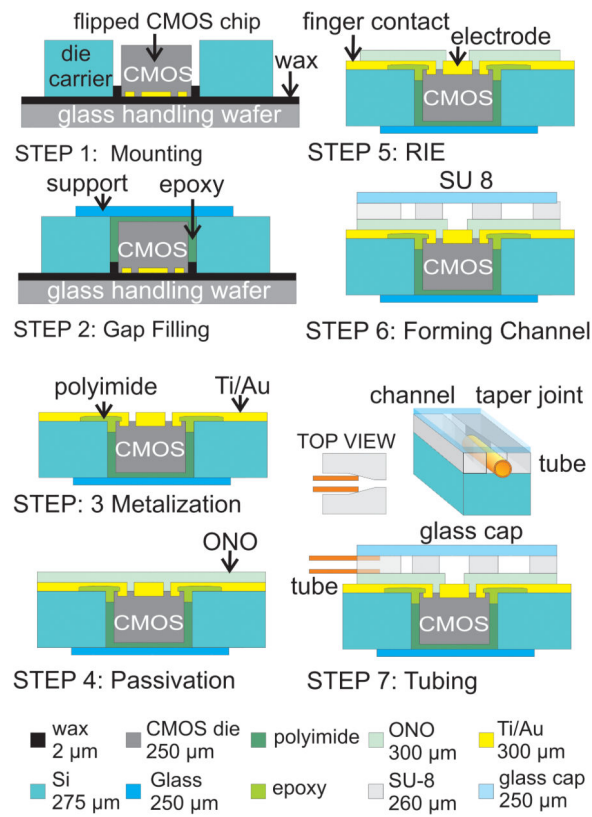 flipped CMOS chip
die
carrier
CMOS
wax
glass handling wafer
STEP 1: Mounting
support
epoxy
CMOS
glass handling wafer
STEP 2: Gap Filling
polyimide
Ti/Au
CMOS
STEP: 3 Metalization
ONO
CMOS
STEP 4: Passivation
finger contact
electrode
CMOS
STEP 5: RIE
SU 8
CMOS
STEP 6: Forming Channel
channel
taper joint
TOP VIEW
tube
glass cap
tube
CMOS
STEP 7: Tubing
wax
2 μm
CMOS die
250 μm
polyimide
ONO
300 μm
Ti/Au
300 μm
Si
275 μm
Glass
250 μm
epoxy
SU-8
260 μm
glass cap
250 μm